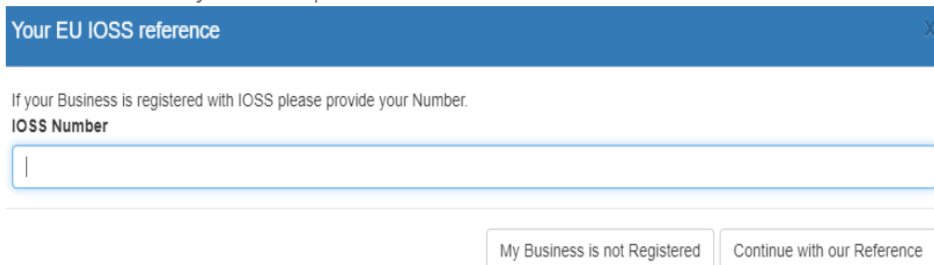 Your EU IOSS reference
X
If your Business is registered with IOSS please provide your Number.
IOSS Number
My Business is not Registered
Continue with our Reference